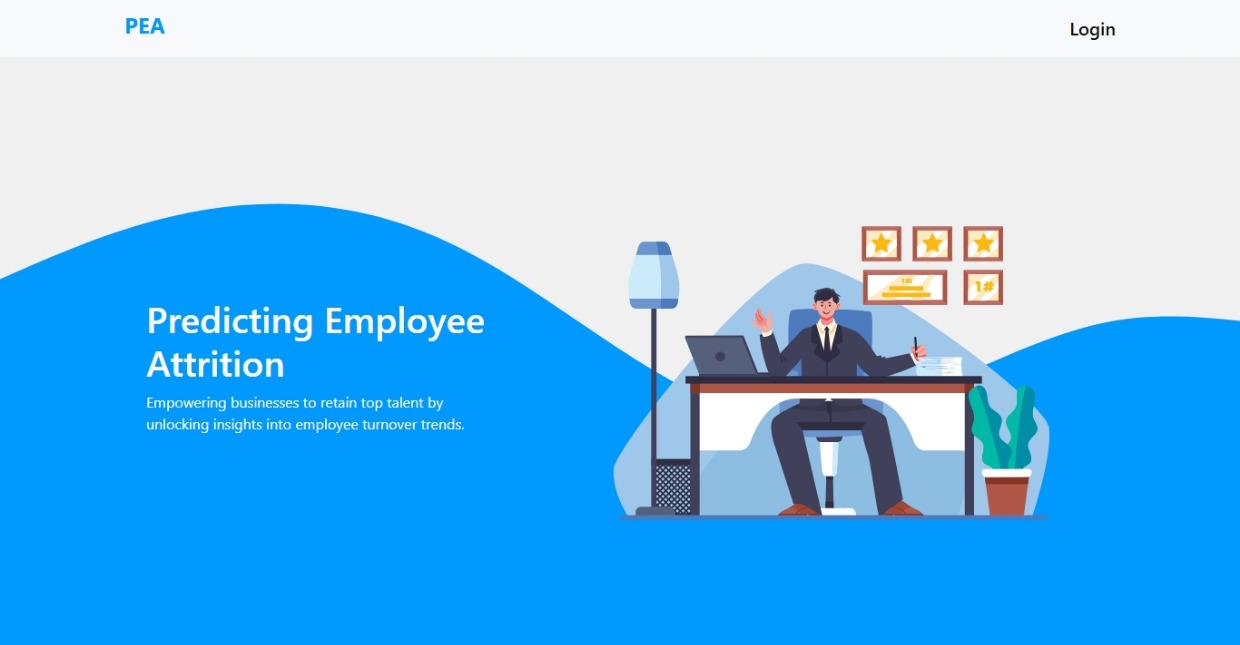 PEA
Login
Predicting Employee
Attrition
Empowering businesses to retain top talent by
unlocking insights into employee turnover trends.
1#